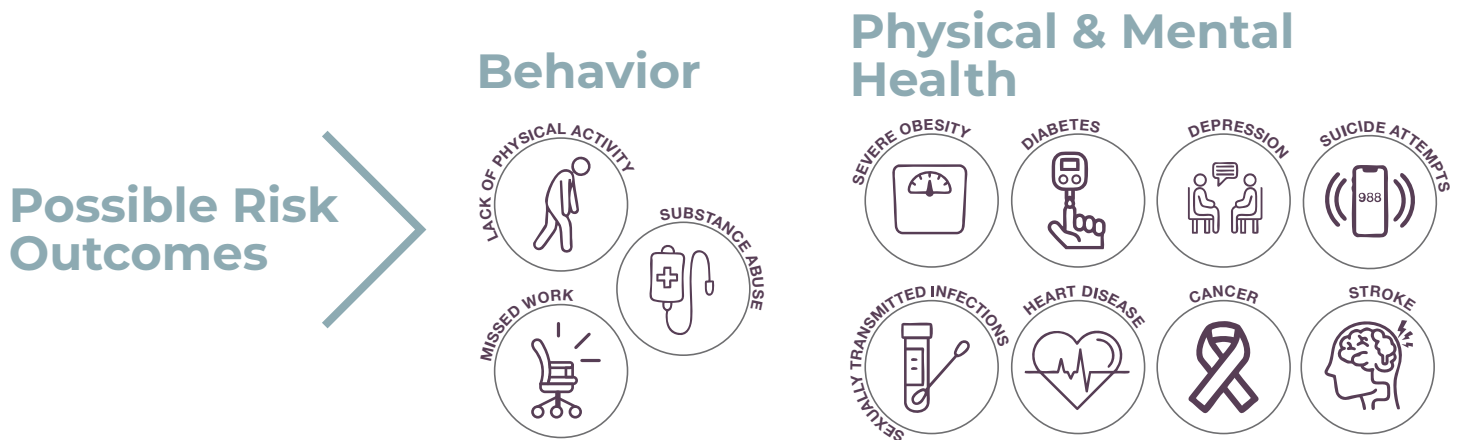 Possible Risk
Outcomes
Behavior
LACK OF PHYSICAL ACTIVITY
SUBSTANCE ABUSE
MISSED WORK
Physical & Mental
Health
SEVERE OBESITY
DIABETES
DEPRESSION
SUICIDE ATTEMPTS
988
SEXUALLY TRANSMITTED INFECTIONS
HEART DISEASE
CANCER
STROKE